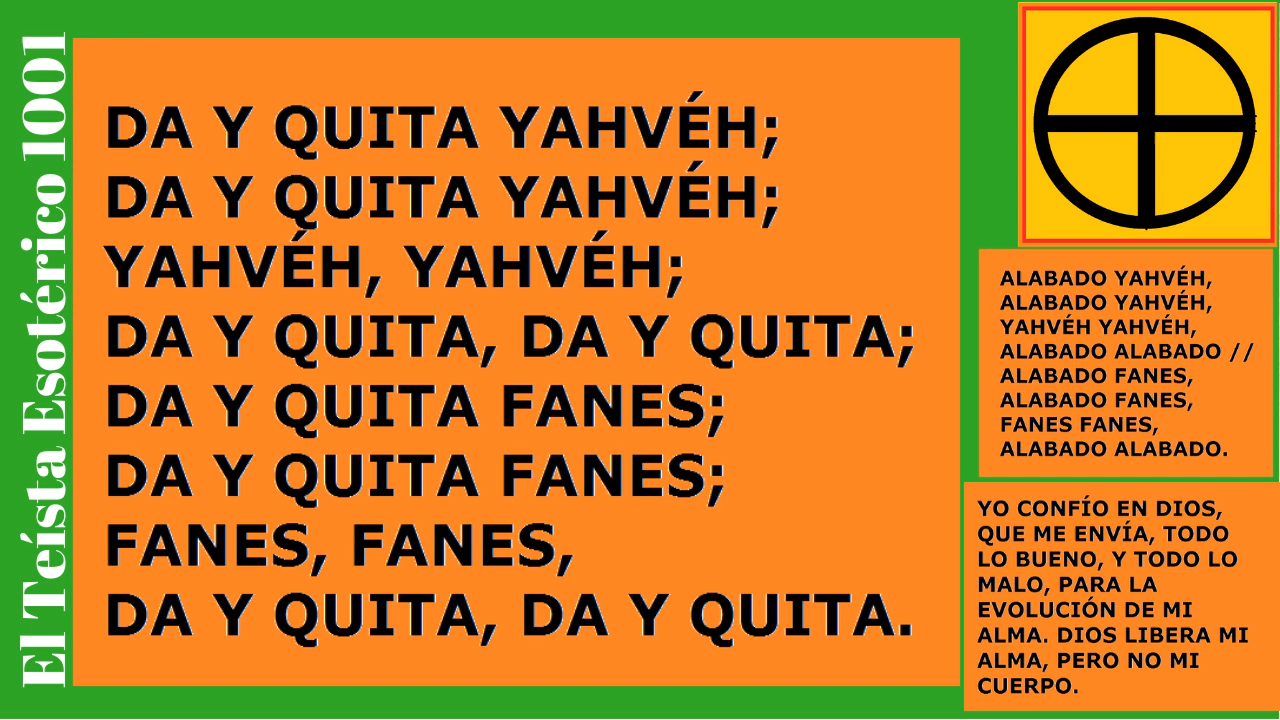 El Teísta Esotérico 1001
DA Y QUITA YAHVÉH;
DA Y QUITA YAHVÉH;
YAHVÉH, YAHVÉH;
DA Y QUITA, DA Y QUITA;
DA Y QUITA FANES;
DA Y QUITA FANES;
FANES, FANES,
DA Y QUITA, DA Y QUITA.
ALABADO YAHVÉH,
ALABADO YAHVÉH,
YAHVÉH YAHVÉH,
ALABADO ALABADO //
ALABADO FANES,
ALABADO FANES,
FANES FANES,
ALABADO ALABADO.
YO CONFÍO EN DIOS,
QUE ME ENVÍA, TODO
LO BUENO, Y TODO LO
MALO, PARA LA
EVOLUCIÓN DE MI
ALMA. DIOS LIBERA MI
ALMA, PERO NO MI
CUERPO.